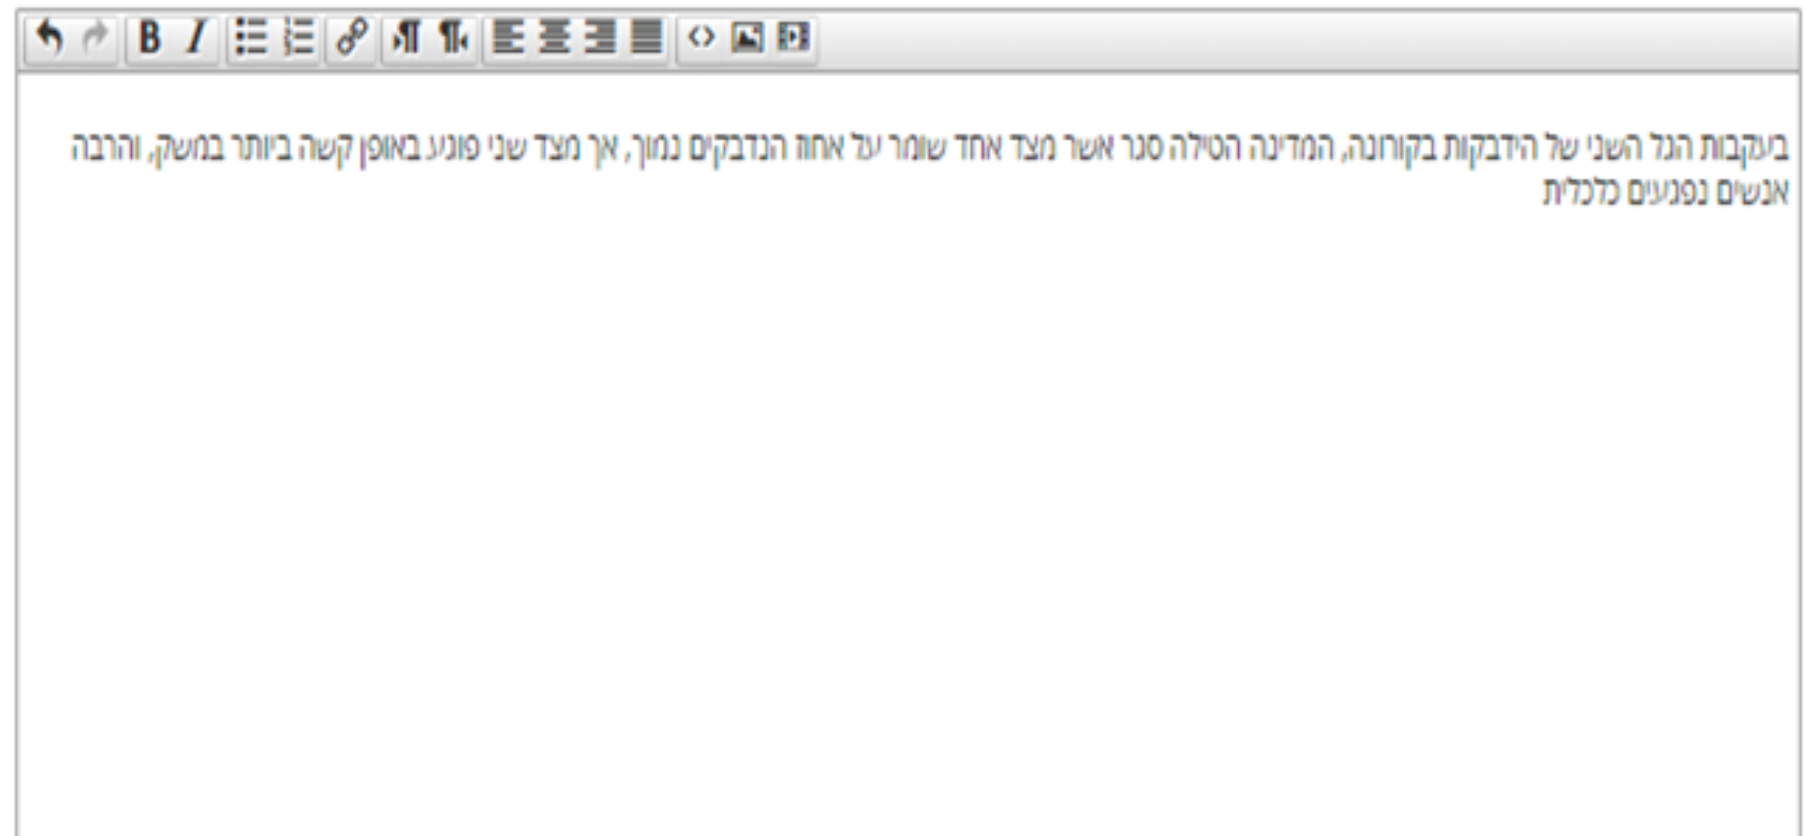 בעקבות הגל השני של הידבקות בקורונה, המדינה הטילה סגר אשר מצד אחד שומר על אחוז הנדבקים נמוך, אך מצד שני פוגע באופן קשה ביותר במשק, והרבה
אנשים נפגעים כלכלית